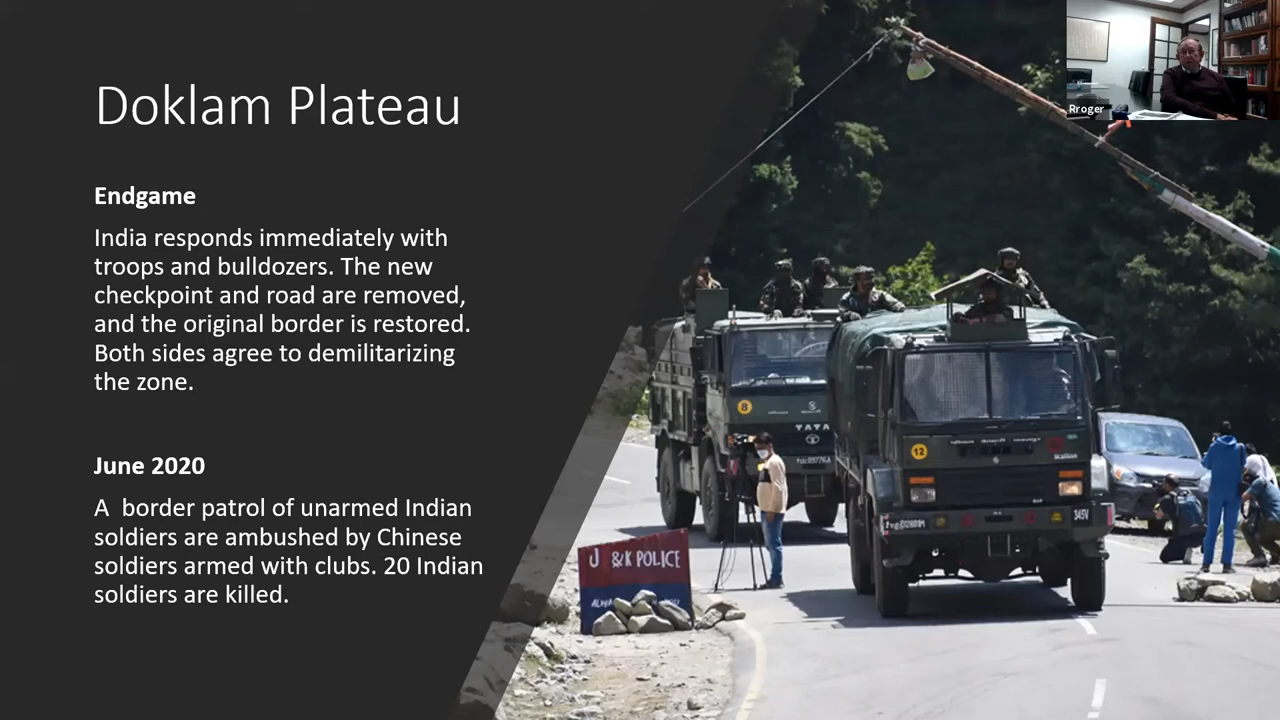 Doklam Plateau
Endgame
India responds immediately with
troops and bulldozers. The new
checkpoint and road are removed,
and the original border is restored.
Both sides agree to demilitarizing
the zone.
June 2020
A  border patrol of unarmed Indian
soldiers are ambushed by Chinese
soldiers armed with clubs. 20 Indian
soldiers are killed.
Rroger
8
TATA
12
Stallion
345V
J &K POLICE